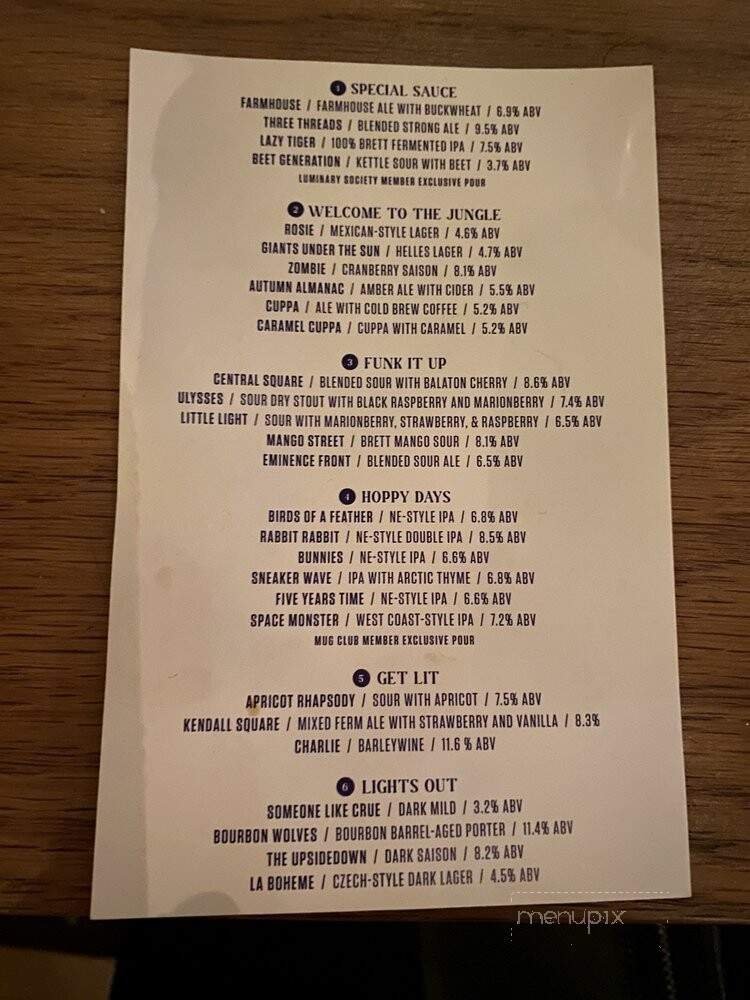 1 SPECIAL SAUCE
FARMHOUSE / FARMHOUSE ALE WITH BUCKWHEAT / 6.9% ABV
THREE THREADS / BLENDED STRONG ALE / 9.5% ABV
LAZY TIGER / 100% BRETT FERMENTED IPA / 7.5% ABV
BEET GENERATION / KETTLE SOUR WITH BEET / 3.7% ABV
LUMINARY SOCIETY MEMBER EXCLUSIVE POUR
2 WELCOME TO THE JUNGLE
ROSIE / MEXICAN-STYLE LAGER / 4.6% ABV
GIANTS UNDER THE SUN / HELLES LAGER / 4.7% ABV
ZOMBIE / CRANBERRY SAISON / 8.1% ABV
AUTUMN ALMANAC / AMBER ALE WITH CIDER / 5.5% ABV
CUPPA / ALE WITH COLD BREW COFFEE / 5.2% ABV
CARAMEL CUPPA / CUPPA WITH CARAMEL / 5.2% ABV
3 FUNK IT UP
CENTRAL SQUARE / BLENDED SOUR WITH BALATON CHERRY / 8.6% ABV
ULYSSES / SOUR DRY STOUT WITH BLACK RASPBERRY AND MARIONBERRY / 7.4% ABV
LITTLE LIGHT / SOUR WITH MARIONBERRY, STRAWBERRY, & RASPBERRY / 6.5% ABV
MANGO STREET / BRETT MANGO SOUR / 8.1% ABV
EMINENCE FRONT / BLENDED SOUR ALE / 6.5% ABV
4 HOPPY DAYS
BIRDS OF A FEATHER / NE-STYLE IPA / 6.8% ABV
RABBIT RABBIT / NE-STYLE DOUBLE IPA / 8.5% ABV
BUNNIES / NE-STYLE IPA / 6.6% ABV
SNEAKER WAVE / IPA WITH ARCTIC THYME / 6.8% ABV
FIVE YEARS TIME / NE-STYLE IPA / 6.6% ABV
SPACE MONSTER / WEST COAST-STYLE IPA / 7.2% ABV
MUG CLUB MEMBER EXCLUSIVE POUR
5 GET LIT
APRICOT RHAPSODY / SOUR WITH APRICOT / 7.5% ABV
KENDALL SQUARE / MIXED FERM ALE WITH STRAWBERRY AND VANILLA / 8.3%
CHARLIE / BARLEYWINE / 11.6 % ABV
6 LIGHTS OUT
SOMEONE LIKE CRUE / DARK MILD / 3.2% ABV
BOURBON WOLVES / BOURBON BARREL-AGED PORTER / 11.4% ABV
THE UPSIDEDOWN / DARK SAISON / 8.2% ABV
LA BOHEME / CZECH-STYLE DARK LAGER / 4.5% ABV
menupix